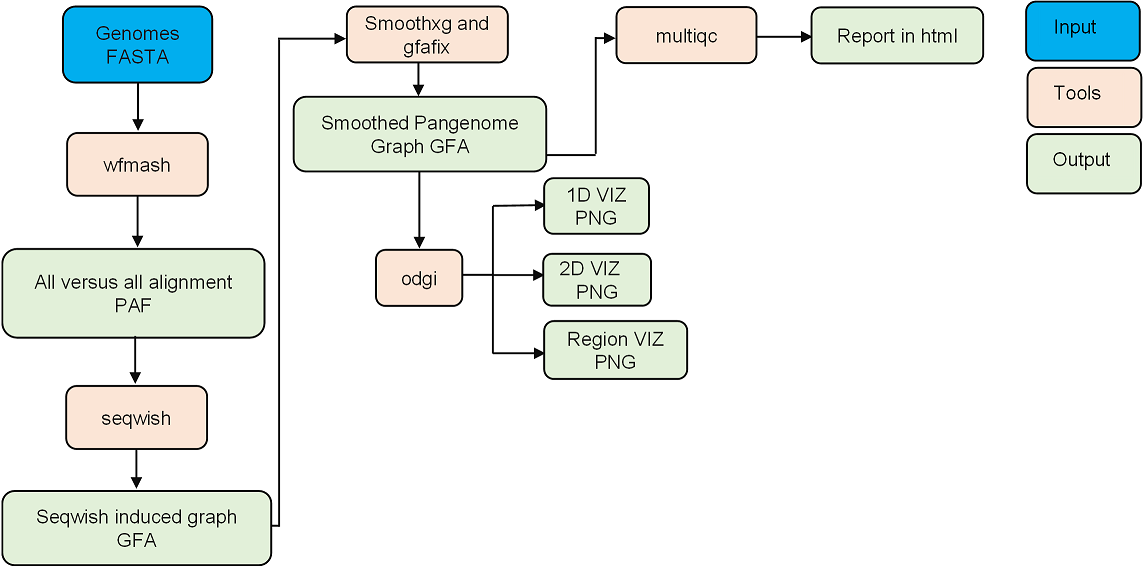 Genomes
FASTA
wfmash
All versus all alignment
PAF
seqwish
Seqwish induced graph
GFA
Smoothxg and
gfafix
Smoothed Pangenome
Graph GFA
odgi
1D VIZ
PNG
2D VIZ
PNG
Region VIZ
PNG
multiqc
Report in html
Input
Tools
Output